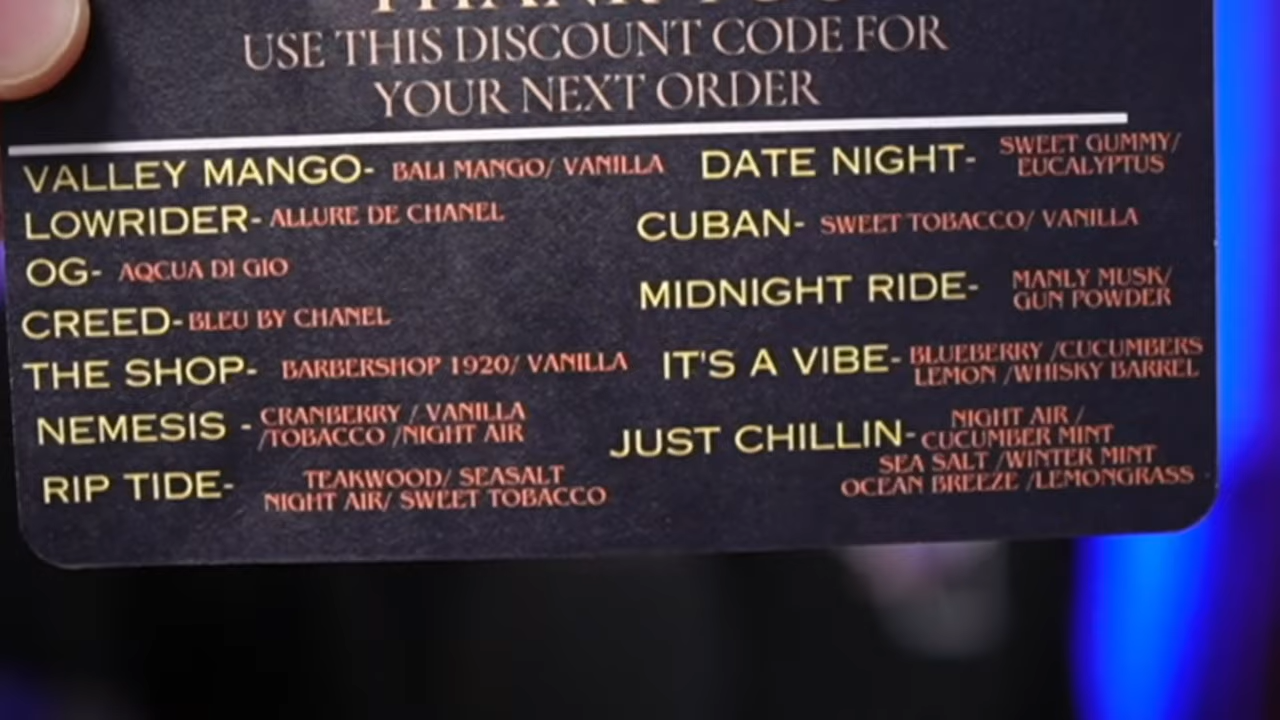 THANK YOU
USE THIS DISCOUNT CODE FOR
YOUR NEXT ORDER
VALLEY MANGO- BALI MANGO/ VANILLA
LOWRIDER- ALLURE DE CHANEL
OG- AQCUA DI GIO
CREED- BLEU BY CHANEL
THE SHOP- BARBERSHOP 1920/ VANILLA
NEMESIS - CRANBERRY / VANILLA
/TOBACCO /NIGHT AIR
RIP TIDE- TEAKWOOD/ SEASALT
NIGHT AIR/ SWEET TOBACCO
DATE NIGHT- SWEET GUMMY/
EUCALYPTUS
CUBAN- SWEET TOBACCO/ VANILLA
MIDNIGHT RIDE- MANLY MUSK/
GUN POWDER
IT'S A VIBE- BLUEBERRY /CUCUMBERS
LEMON /WHISKY BARREL
JUST CHILLIN- NIGHT AIR /
CUCUMBER MINT
SEA SALT /WINTER MINT
OCEAN BREEZE /LEMONGRASS